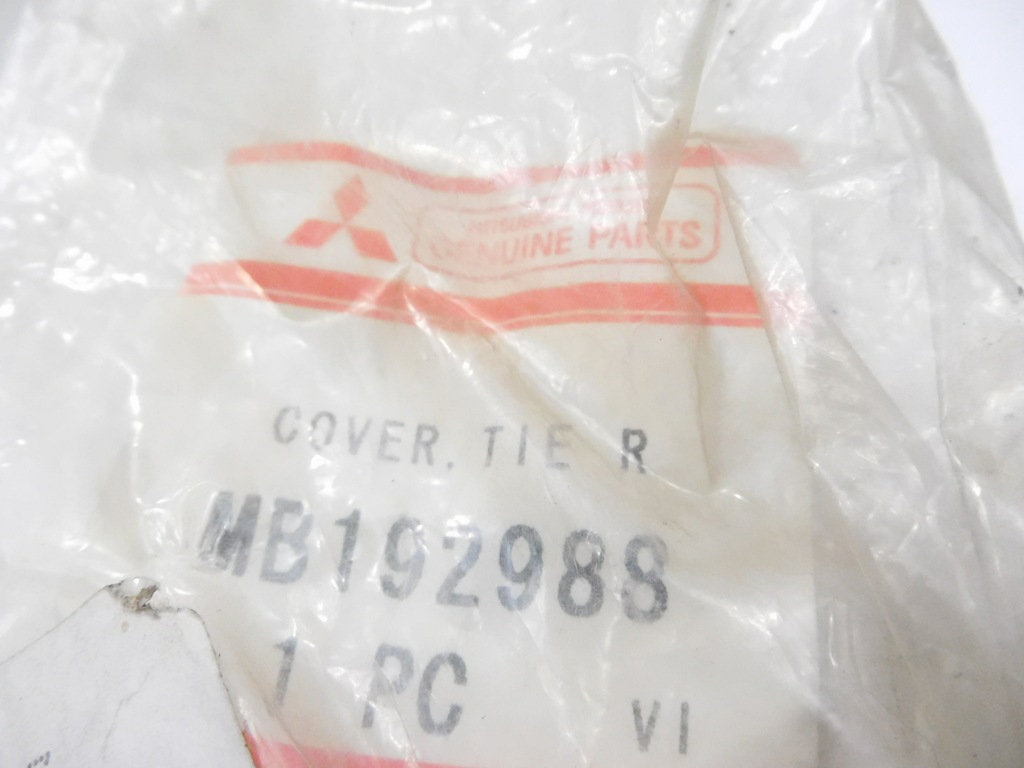 GENUINE PARTS
COVER, TIE R
MB192988
1 PC VI